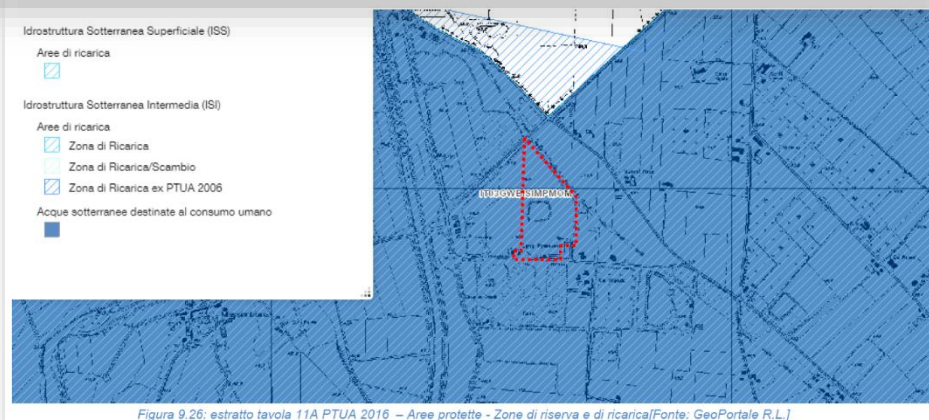 Idrostruttura Sotterranea Superficiale (ISS)
Aree di ricarica
Idrostruttura Sotterranea Intermedia (ISI)
Aree di ricarica
Zona di Ricarica
Zona di Ricarica/Scambio
Zona di Ricarica ex PTUA 2006
Acque sotterranee destinate al consumo umano
Figura 9.26: estratto tavola 11A PTUA 2016 – Aree protette - Zone di riserva e di ricarica[Fonte: GeoPortale R.L.]